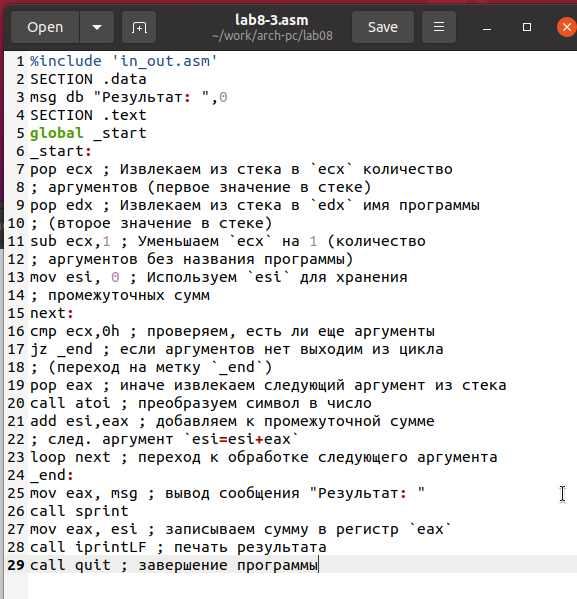 Open
lab8-3.asm
~/work/arch-pc/lab08
Save
1 %include 'in_out.asm'
2 SECTION .data
3 msg db "Результат: ",0
4 SECTION .text
5 global _start
6 _start:
7 pop ecx ; Извлекаем из стека в `ecx` количество
8 ; аргументов (первое значение в стеке)
9 pop edx ; Извлекаем из стека в `edx` имя программы
10 ; (второе значение в стеке)
11 sub ecx,1 ; Уменьшаем `ecx` на 1 (количество
12 ; аргументов без названия программы)
13 mov esi, 0 ; Используем `esi` для хранения
14 ; промежуточных сумм
15 next:
16 cmp ecx,0h ; проверяем, есть ли еще аргументы
17 jz _end ; если аргументов нет выходим из цикла
18 ; (переход на метку `_end`)
19 pop eax ; иначе извлекаем следующий аргумент из стека
20 call atoi ; преобразуем символ в число
21 add esi,eax ; добавляем к промежуточной сумме
22 ; след. аргумент `esi=esi+eax`
23 loop next ; переход к обработке следующего аргумента
24 _end:
25 mov eax, msg ; вывод сообщения "Результат: "
26 call sprint
27 mov eax, esi ; записываем сумму в регистр `eax`
28 call iprintLF ; печать результата
29 call quit ; завершение программы